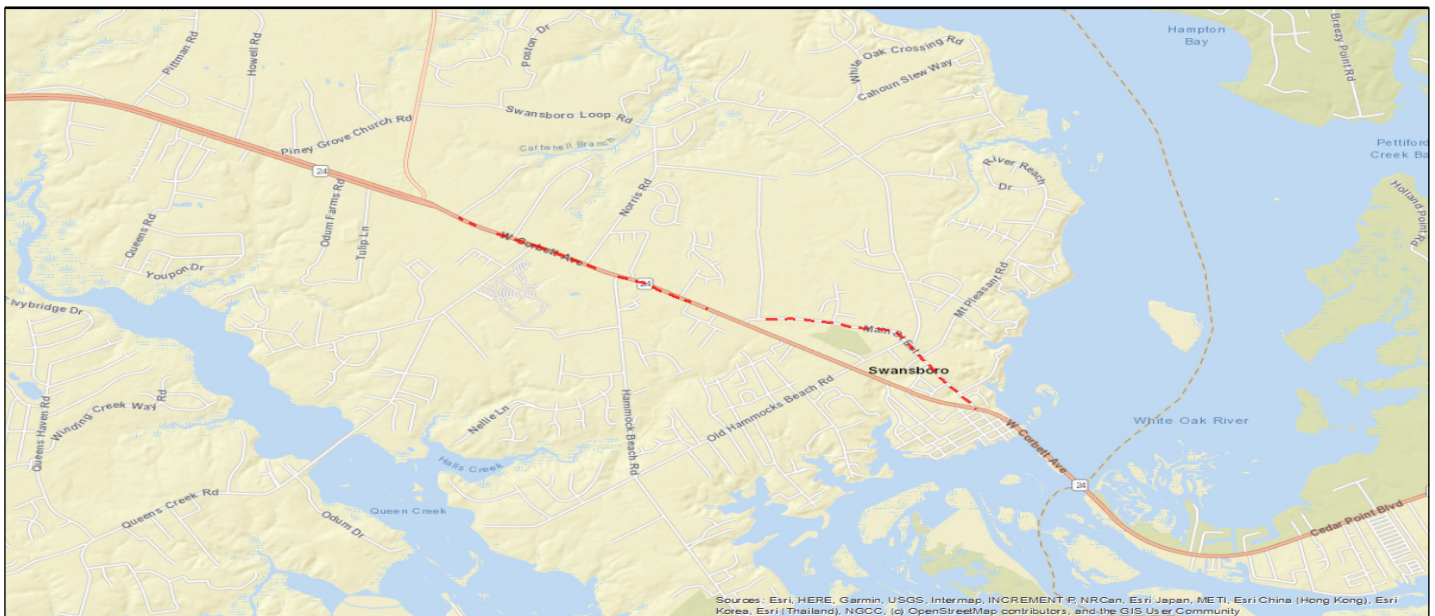 Hampton
Bay
Breezy Point Rd
Pittman Rd
Howell Rd
Poston Dr
White Oak Crossing Rd
Cahoun Slew Way
Swansboro Loop Rd
Piney Grove Church Rd
Cartwheel Branch
Pettiford
Creek Ba
24
River Reach
Dr
Holland Point Rd
Norris Rd
Odum Farms Rd
Tulip Ln
Queens Rd
W Corbett Ave
Youpon Dr
24
Mt Pleasant Rd
Ivybridge Dr
Main St Ext
Swansboro
Queens Haven Rd
Winding Creek Way
Rd
Nellie Ln
Hammock Beach Rd
Old Hammocks Beach Rd
White Oak River
W Corbett Ave
Halls Creek
24
Queens Creek Rd
Queen Creek
Odum Dr
Cedar Point Blvd
Sources: Esri, HERE, Garmin, USGS, Intermap, INCREMENT P, NRCan, Esri Japan, METI, Esri China (Hong Kong), Esri
Korea, Esri (Thailand), NGCC, (c) OpenStreetMap contributors, and the GIS User Community